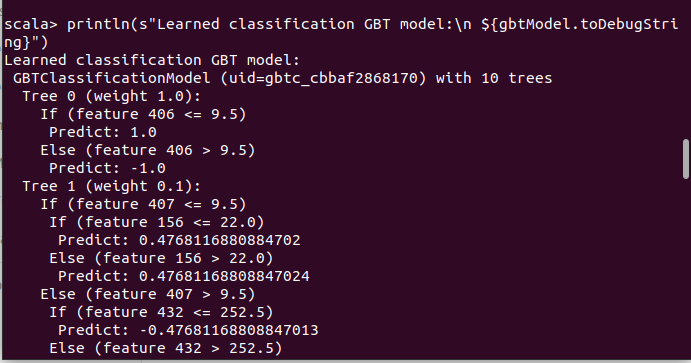 scala> println(s"Learned classification GBT model:\n ${gbtModel.toDebugStri
ng}")
Learned classification GBT model:
 GBTClassificationModel (uid=gbtc_cbbaf2868170) with 10 trees
  Tree 0 (weight 1.0):
    If (feature 406 <= 9.5)
     Predict: 1.0
    Else (feature 406 > 9.5)
     Predict: -1.0
  Tree 1 (weight 0.1):
    If (feature 407 <= 9.5)
     If (feature 156 <= 22.0)
      Predict: 0.4768116880884702
     Else (feature 156 > 22.0)
      Predict: 0.47681168808847024
    Else (feature 407 > 9.5)
     If (feature 432 <= 252.5)
      Predict: -0.47681168808847013
     Else (feature 432 > 252.5)